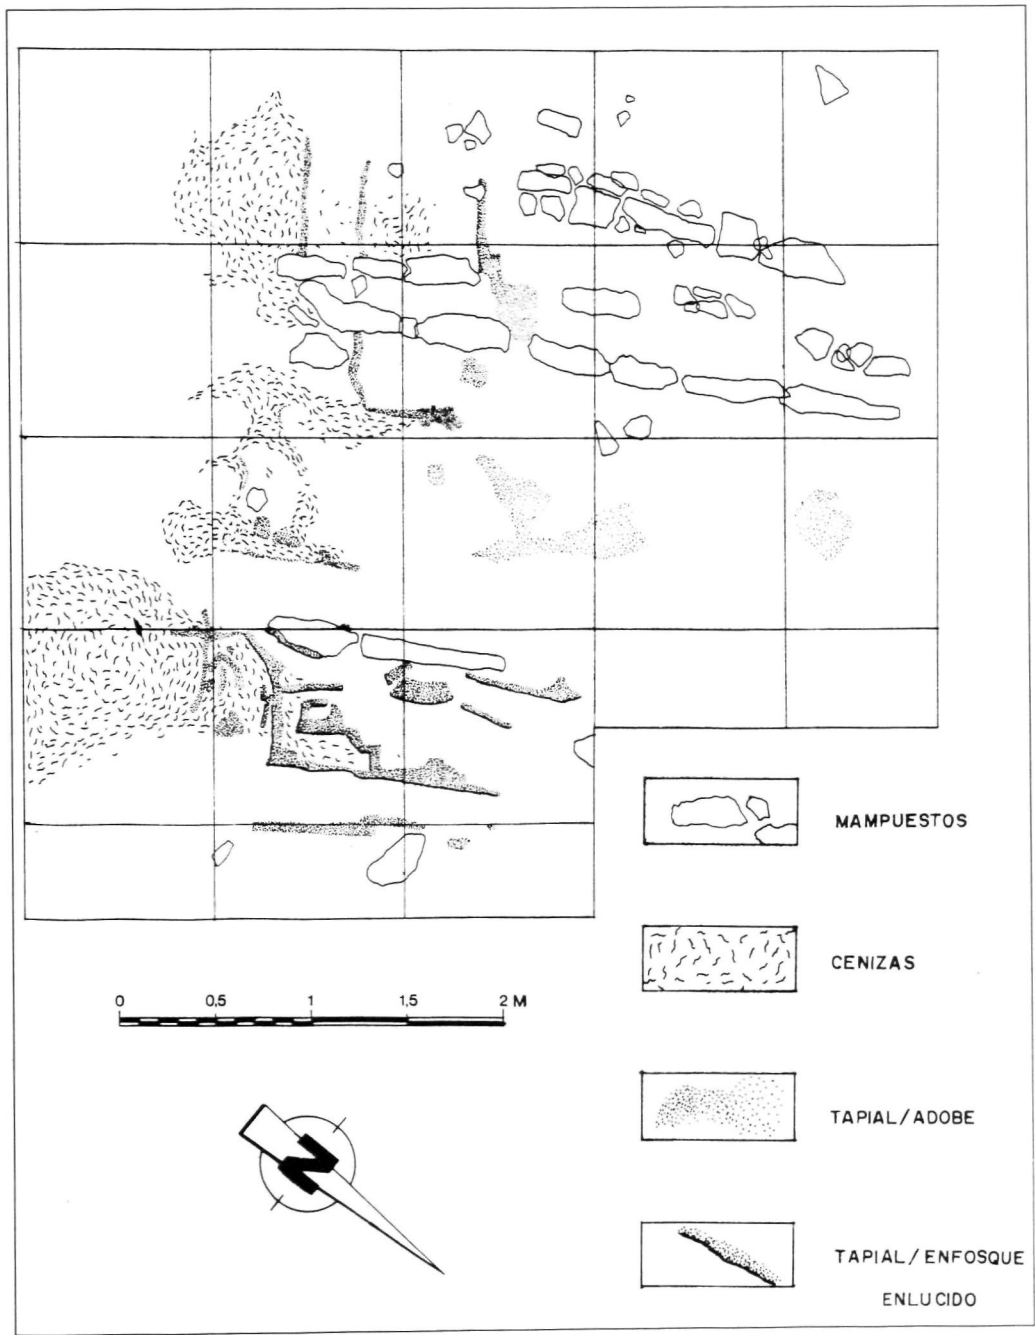 MAMPUESTOS
CENIZAS
0 0,5 1 1,5 2 M
TAPIAL/ADOBE
N
TAPIAL/ENFOSQUE
ENLUCIDO